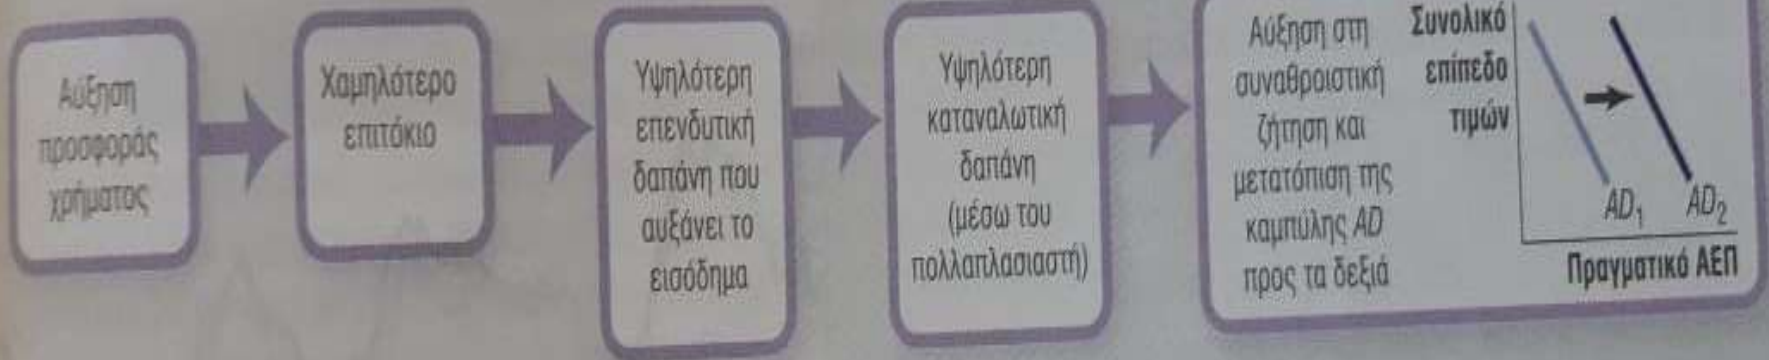 Αύξηση
προσφοράς
χρήματος
Χαμηλότερο
επιτόκιο
Υψηλότερη
επενδυτική
δαπάνη που
αυξάνει το
εισόδημα
Υψηλότερη
καταναλωτική
δαπάνη
(μέσω του
πολλαπλασιαστή)
Αύξηση στη
συναθροιστική
ζήτηση και
μετατόπιση της
καμπύλης AD
προς τα δεξιά
Συνολικό
επίπεδο
τιμών
AD₁ AD₂
Πραγματικό ΑΕΠ